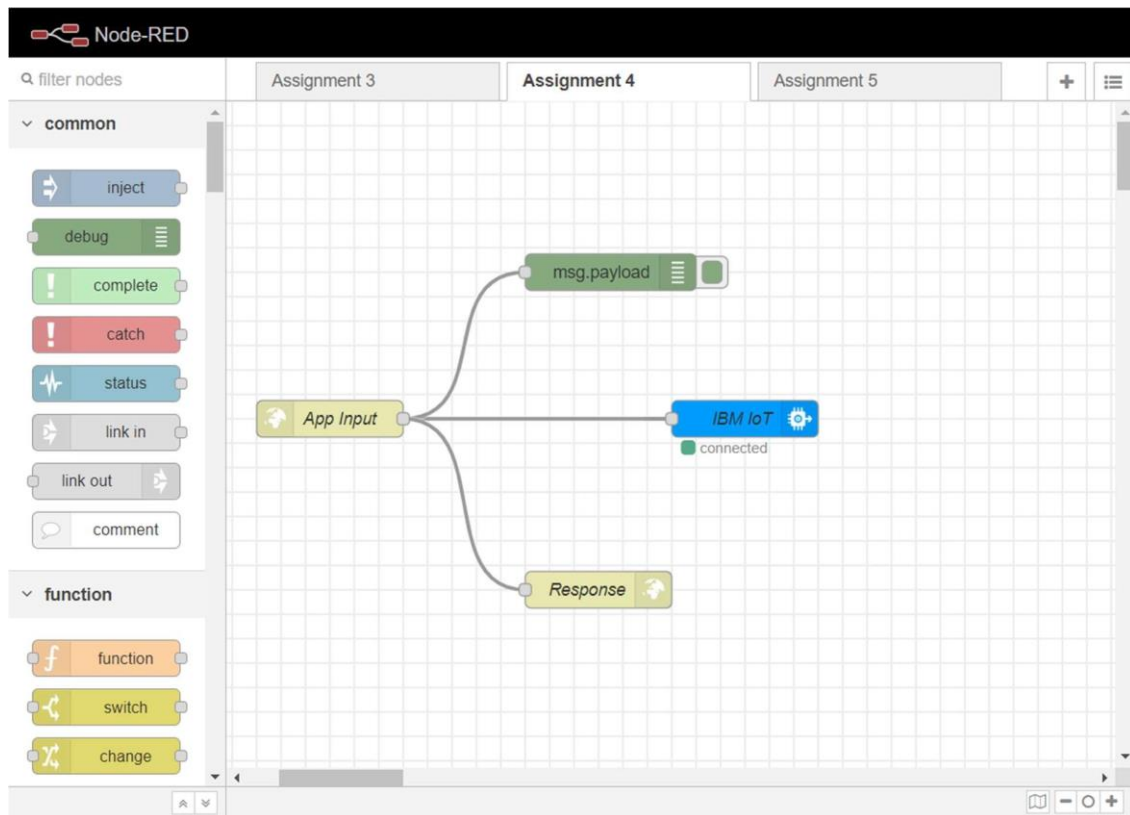 Node-RED
filter nodes
Assignment 3
Assignment 4
Assignment 5
common
inject
debug
complete
catch
status
link in
link out
comment
function
function
switch
change
msg.payload
App Input
IBM IoT
connected
Response